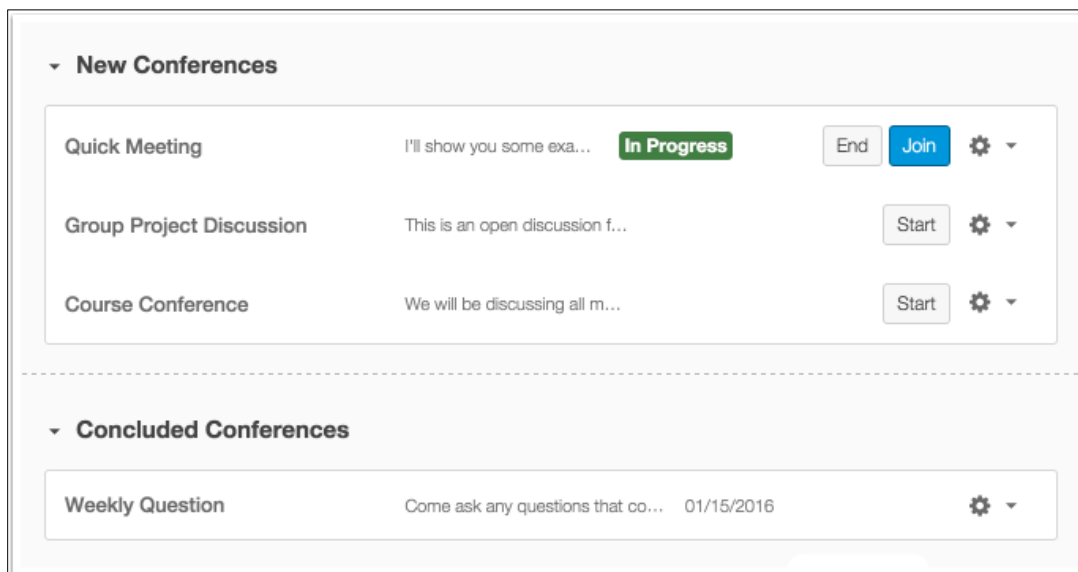 New Conferences
Quick Meeting I'll show you some exa... In Progress End Join
Group Project Discussion This is an open discussion f... Start
Course Conference We will be discussing all m... Start
Concluded Conferences
Weekly Question Come ask any questions that co... 01/15/2016